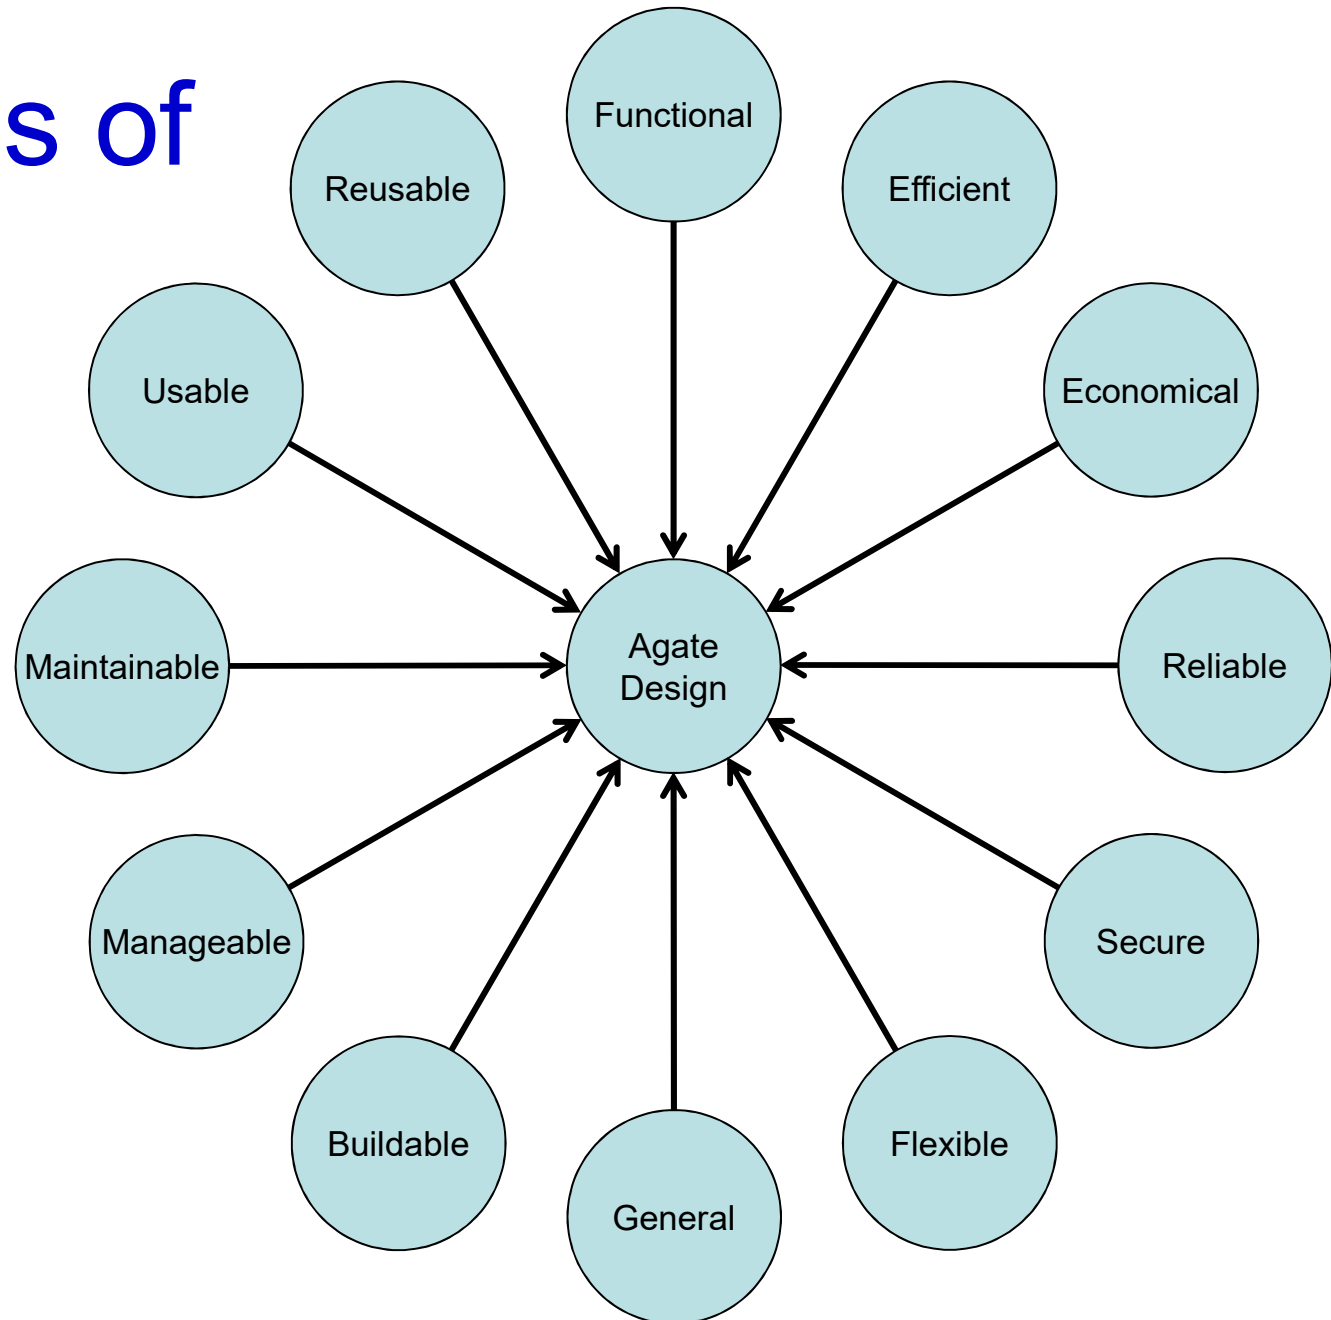 s of
Functional
Reusable
Efficient
Usable
Economical
Agate
Design
Maintainable
Reliable
Manageable
Secure
Buildable
Flexible
General